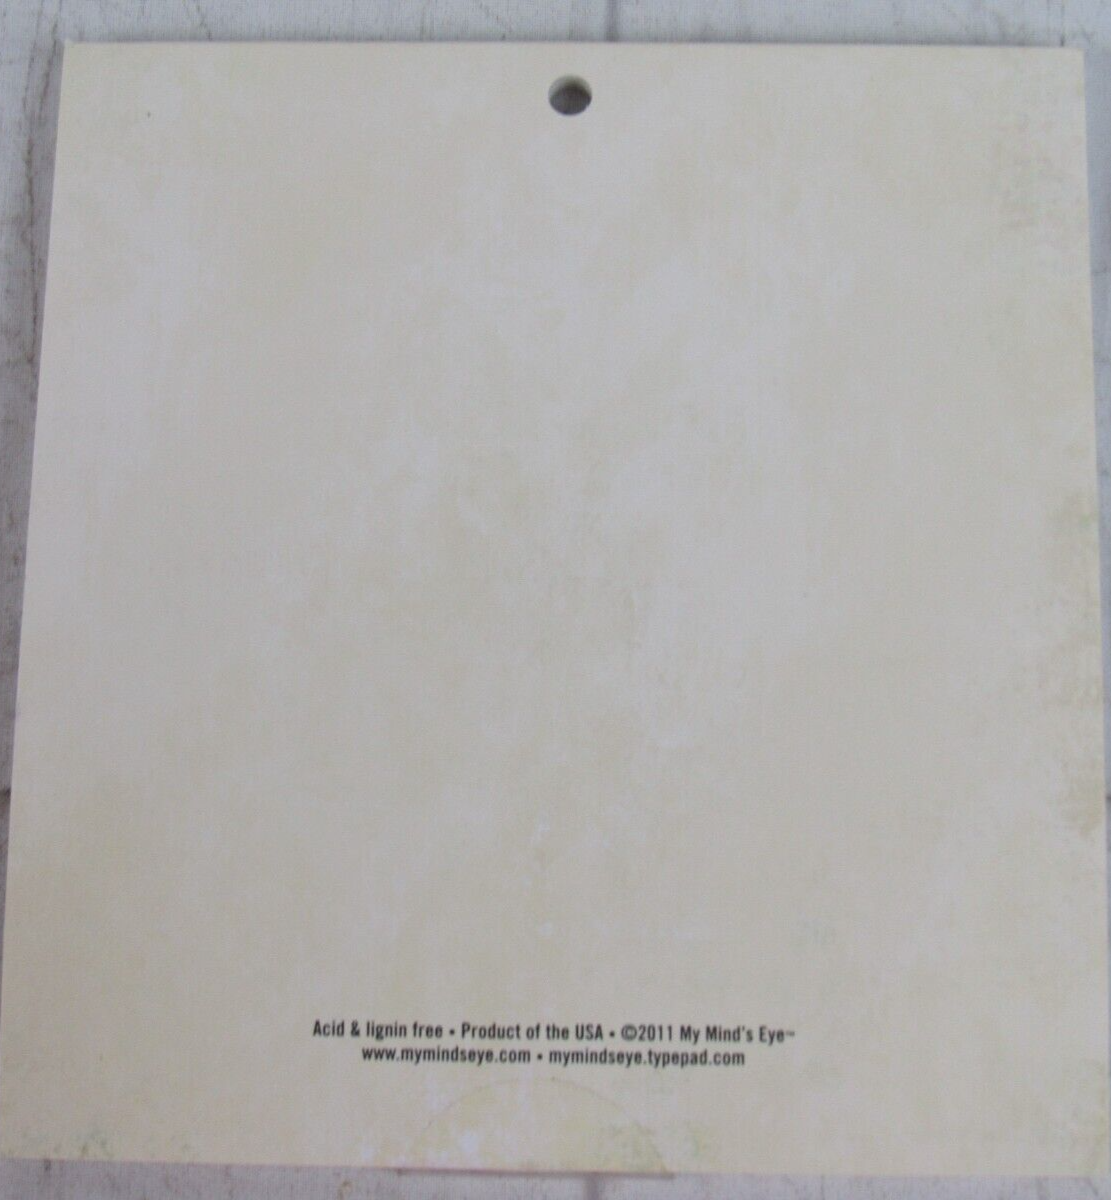 Acid & lignin free • Product of the USA • ©2011 My Mind's Eye™
www.mymindseye.com • mymindseye.typepad.com